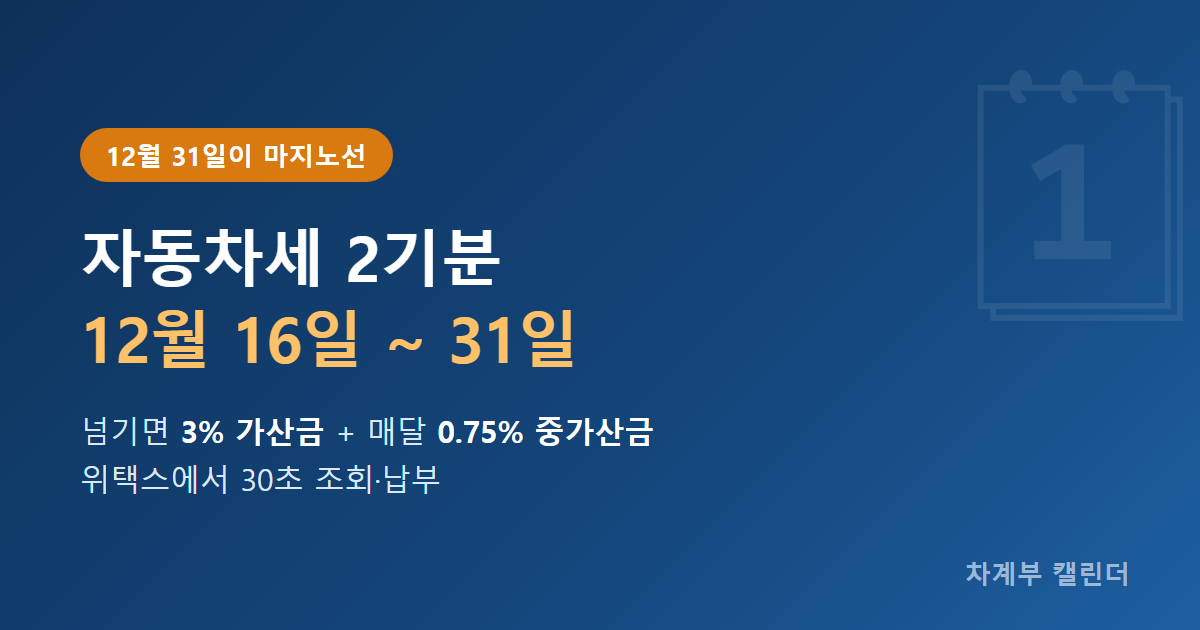 12월 31일이 마지노선
1
자동차세 2기분
12월 16일 ~ 31일
넘기면 3% 가산금 + 매달 0.75% 중가산금
위택스에서 30초 조회·납부
차계부 캘린더